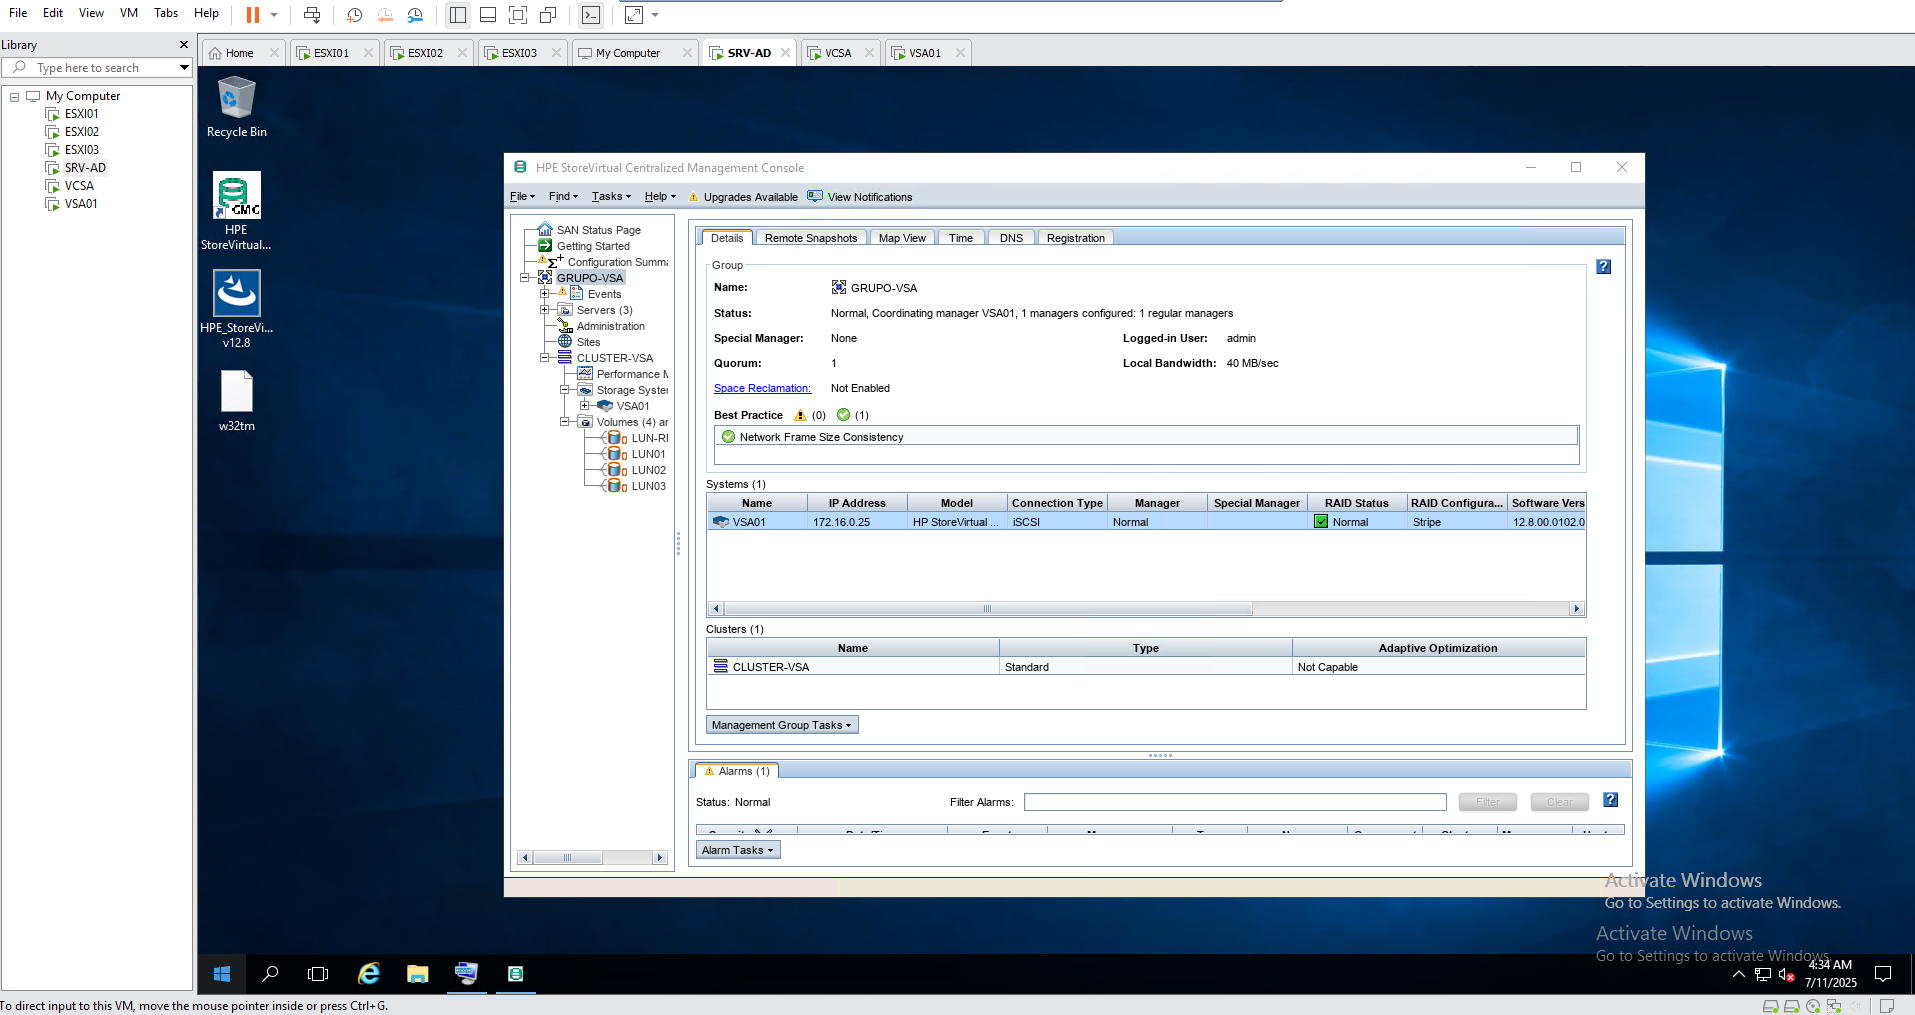 File Edit View VM Tabs Help
Library
Home ESXI01 ESXI02 ESXI03 My Computer SRV-AD VCSA VSA01
Type here to search
My Computer
ESXI01
ESXI02
ESXI03
SRV-AD
VCSA
VSA01
Recycle Bin
CMC
HPE
StoreVirtual...
HPE_StoreVi...
v12.8
w32tm
HPE StoreVirtual Centralized Management Console
File Find Tasks Help Upgrades Available View Notifications
SAN Status Page
Getting Started
Configuration Summa
GRUPO-VSA
Events
Servers (3)
Administration
Sites
CLUSTER-VSA
Performance M
Storage Syster
VSA01
Volumes (4) ar
LUN-RI
LUN01
LUN02
LUN03
Details Remote Snapshots Map View Time DNS Registration
Group
Name: GRUPO-VSA
Status: Normal, Coordinating manager VSA01, 1 managers configured: 1 regular managers
Special Manager: None Logged-in User: admin
Quorum: 1 Local Bandwidth: 40 MB/sec
Space Reclamation: Not Enabled
Best Practice (0) (1)
Network Frame Size Consistency
Systems (1)
Name IP Address Model Connection Type Manager Special Manager RAID Status RAID Configura... Software Vers
VSA01 172.16.0.25 HP StoreVirtual ... iSCSI Normal Normal Stripe 12.8.00.0102.0
Clusters (1)
Name Type Adaptive Optimization
CLUSTER-VSA Standard Not Capable
Management Group Tasks
Alarms (1)
Status: Normal Filter Alarms: Filter Clear
Alarm Tasks
Activate Windows
Go to Settings to activate Windows.
Activate Windows
Go to Settings to activate Windows.
4:34 AM
7/11/2025
To direct input to this VM, move the mouse pointer inside or press Ctrl+G.